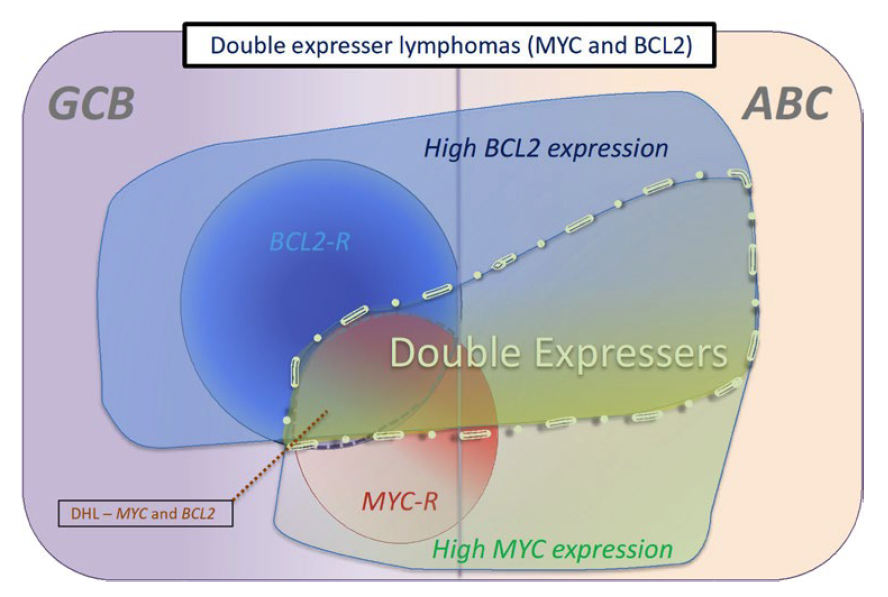 Double expresser lymphomas (MYC and BCL2)
GCB
ABC
High BCL2 expression
BCL2-R
Double Expressers
MYC-R
DHL – MYC and BCL2
High MYC expression